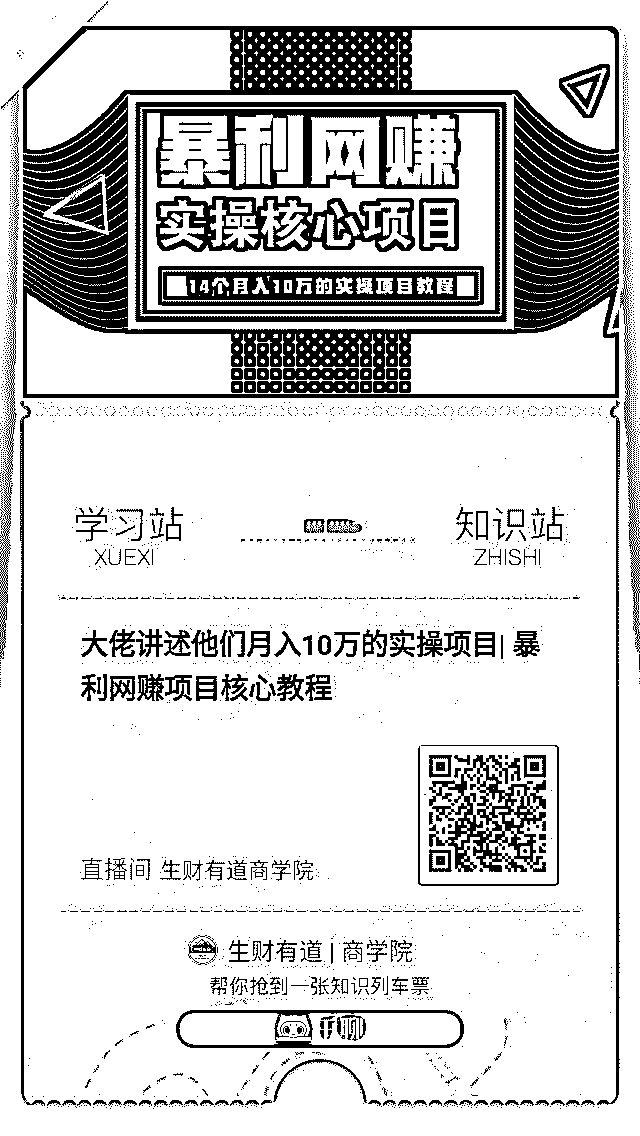 暴利网赚
实操核心项目
14个月入10万的实操项目教程
学习站
XUEXI
知识站
ZHISHI
大佬讲述他们月入10万的实操项目| 暴
利网赚项目核心教程
直播间 生财有道商学院
生财有道 | 商学院
帮你抢到一张知识列车票
千聊